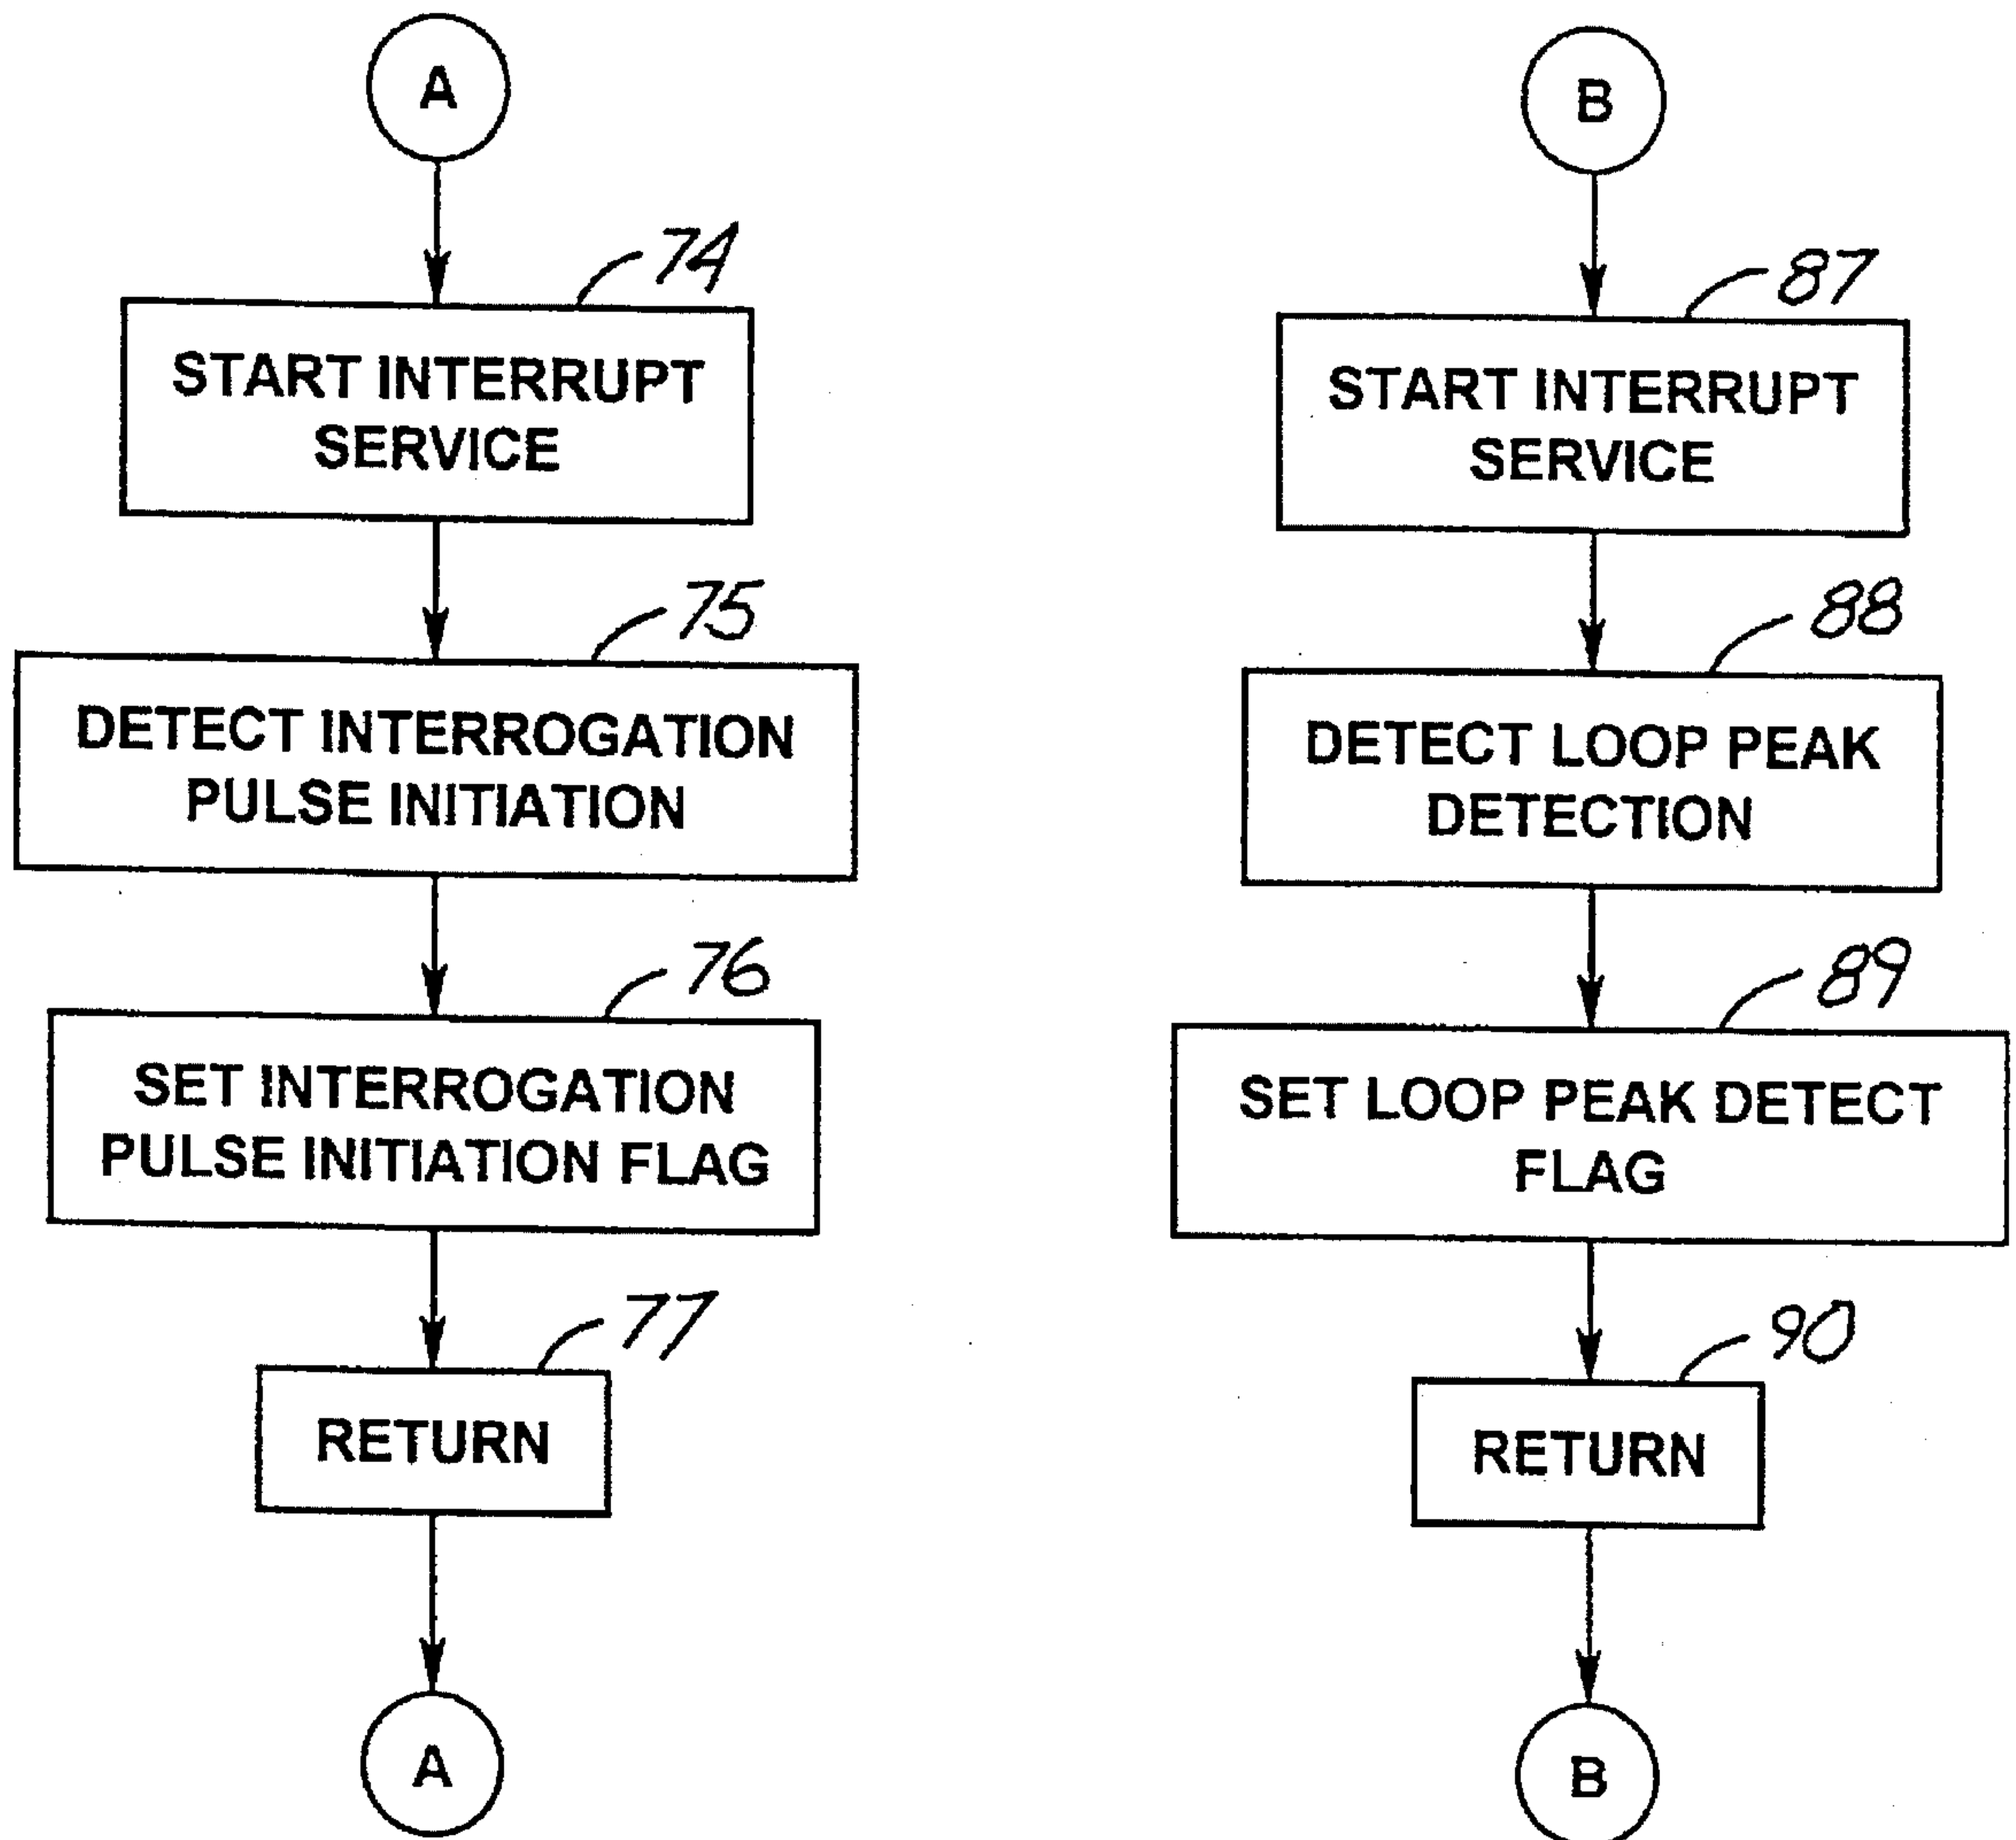 A
74
START INTERRUPT
SERVICE
75
DETECT INTERROGATION
PULSE INITIATION
76
SET INTERROGATION
PULSE INITIATION FLAG
77
RETURN
A
B
87
START INTERRUPT
SERVICE
88
DETECT LOOP PEAK
DETECTION
89
SET LOOP PEAK DETECT
FLAG
90
RETURN
B